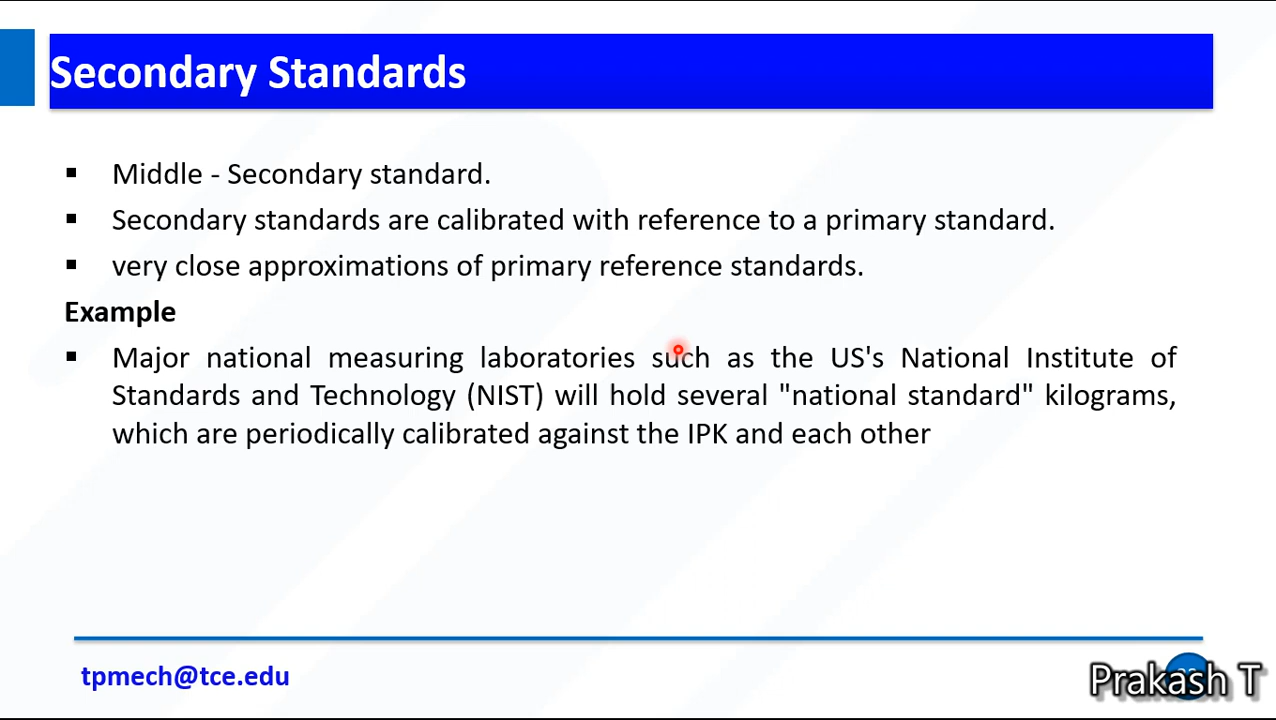 Secondary Standards
Middle - Secondary standard.
Secondary standards are calibrated with reference to a primary standard.
very close approximations of primary reference standards.
Example
Major national measuring laboratories such as the US's National Institute of
Standards and Technology (NIST) will hold several "national standard" kilograms,
which are periodically calibrated against the IPK and each other
tpmech@tce.edu
Prakash T